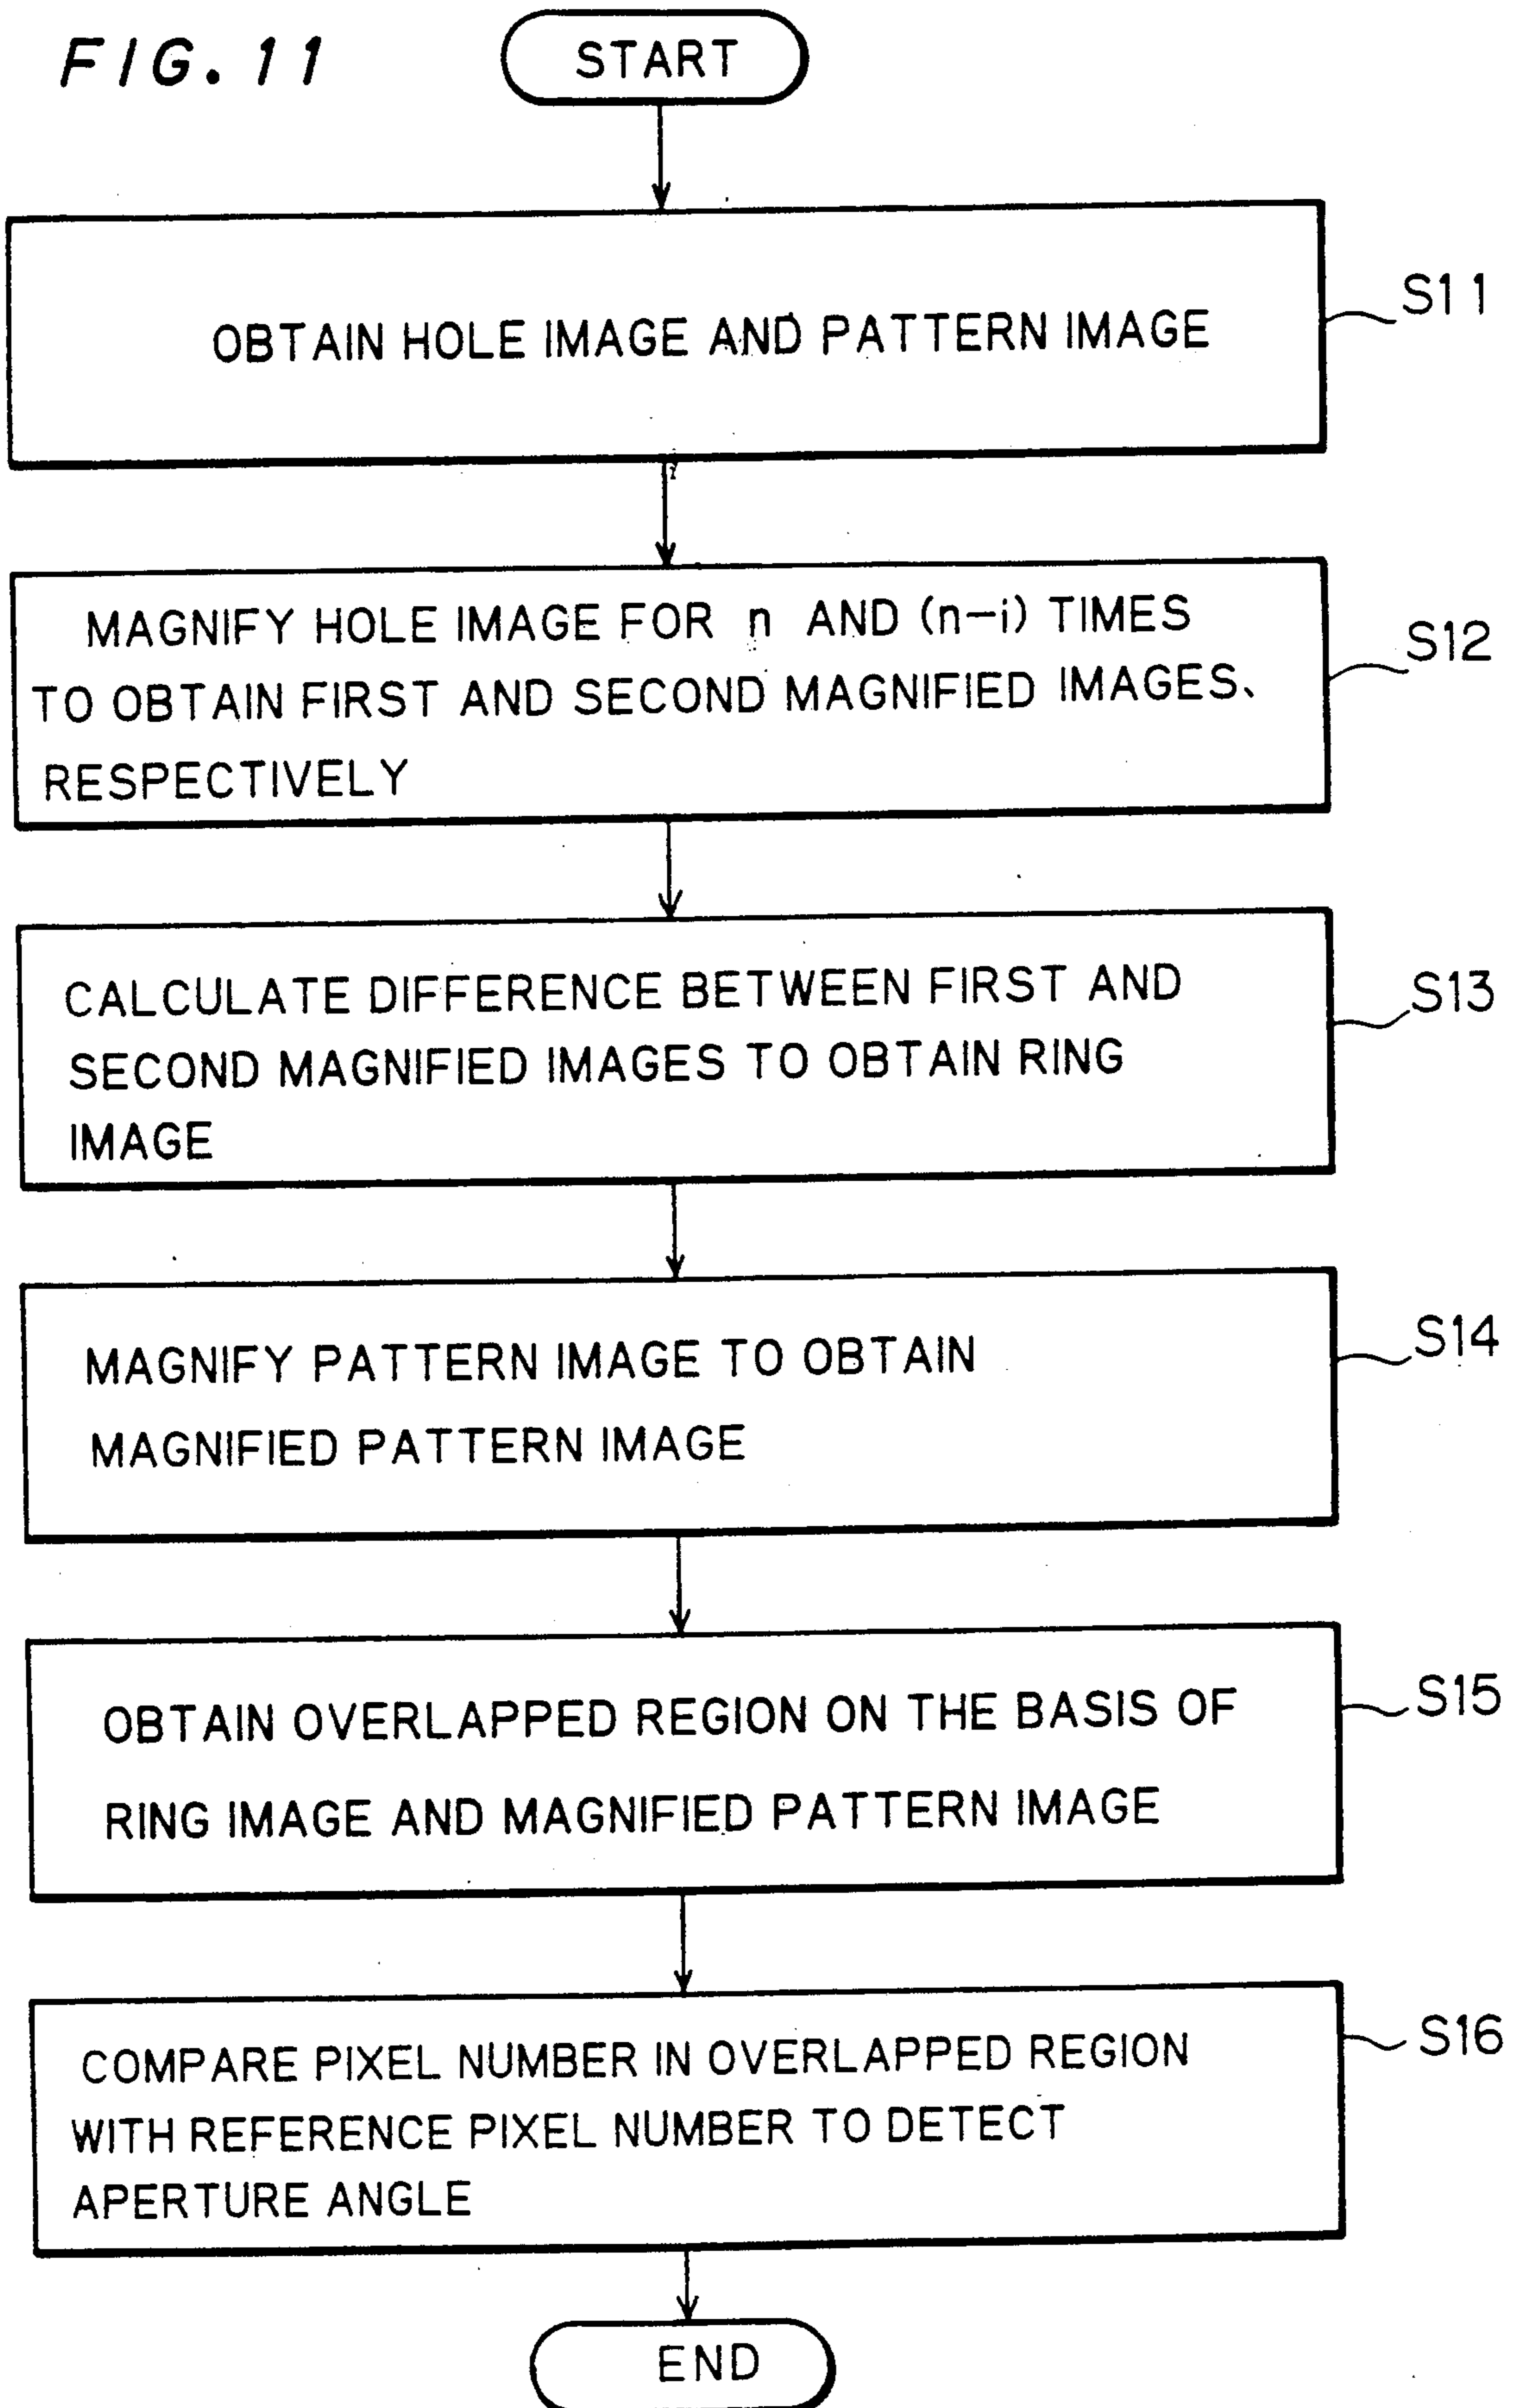 FIG. 11
START
OBTAIN HOLE IMAGE AND PATTERN IMAGE
S11
MAGNIFY HOLE IMAGE FOR n AND (n-i) TIMES
TO OBTAIN FIRST AND SECOND MAGNIFIED IMAGES、
RESPECTIVELY
S12
CALCULATE DIFFERENCE BETWEEN FIRST AND
SECOND MAGNIFIED IMAGES TO OBTAIN RING
IMAGE
S13
MAGNIFY PATTERN IMAGE TO OBTAIN
MAGNIFIED PATTERN IMAGE
S14
OBTAIN OVERLAPPED REGION ON THE BASIS OF
RING IMAGE AND MAGNIFIED PATTERN IMAGE
S15
COMPARE PIXEL NUMBER IN OVERLAPPED REGION
WITH REFERENCE PIXEL NUMBER TO DETECT
APERTURE ANGLE
S16
END